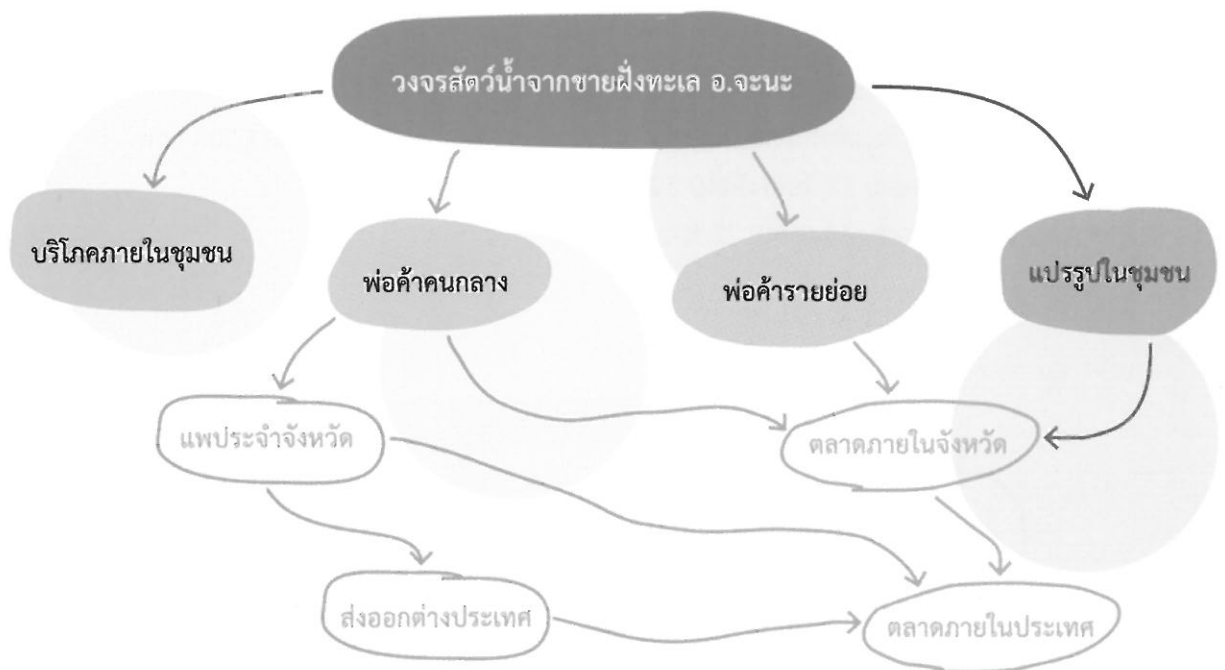 วงจรสัตว์น้ำจากชายฝั่งทะเล อ.จะนะ
บริโภคภายในชุมชน
พ่อค้าคนกลาง
พ่อค้ารายย่อย
แปรรูปในชุมชน
แพประจำจังหวัด
ตลาดภายในจังหวัด
ส่งออกต่างประเทศ
ตลาดภายในประเทศ